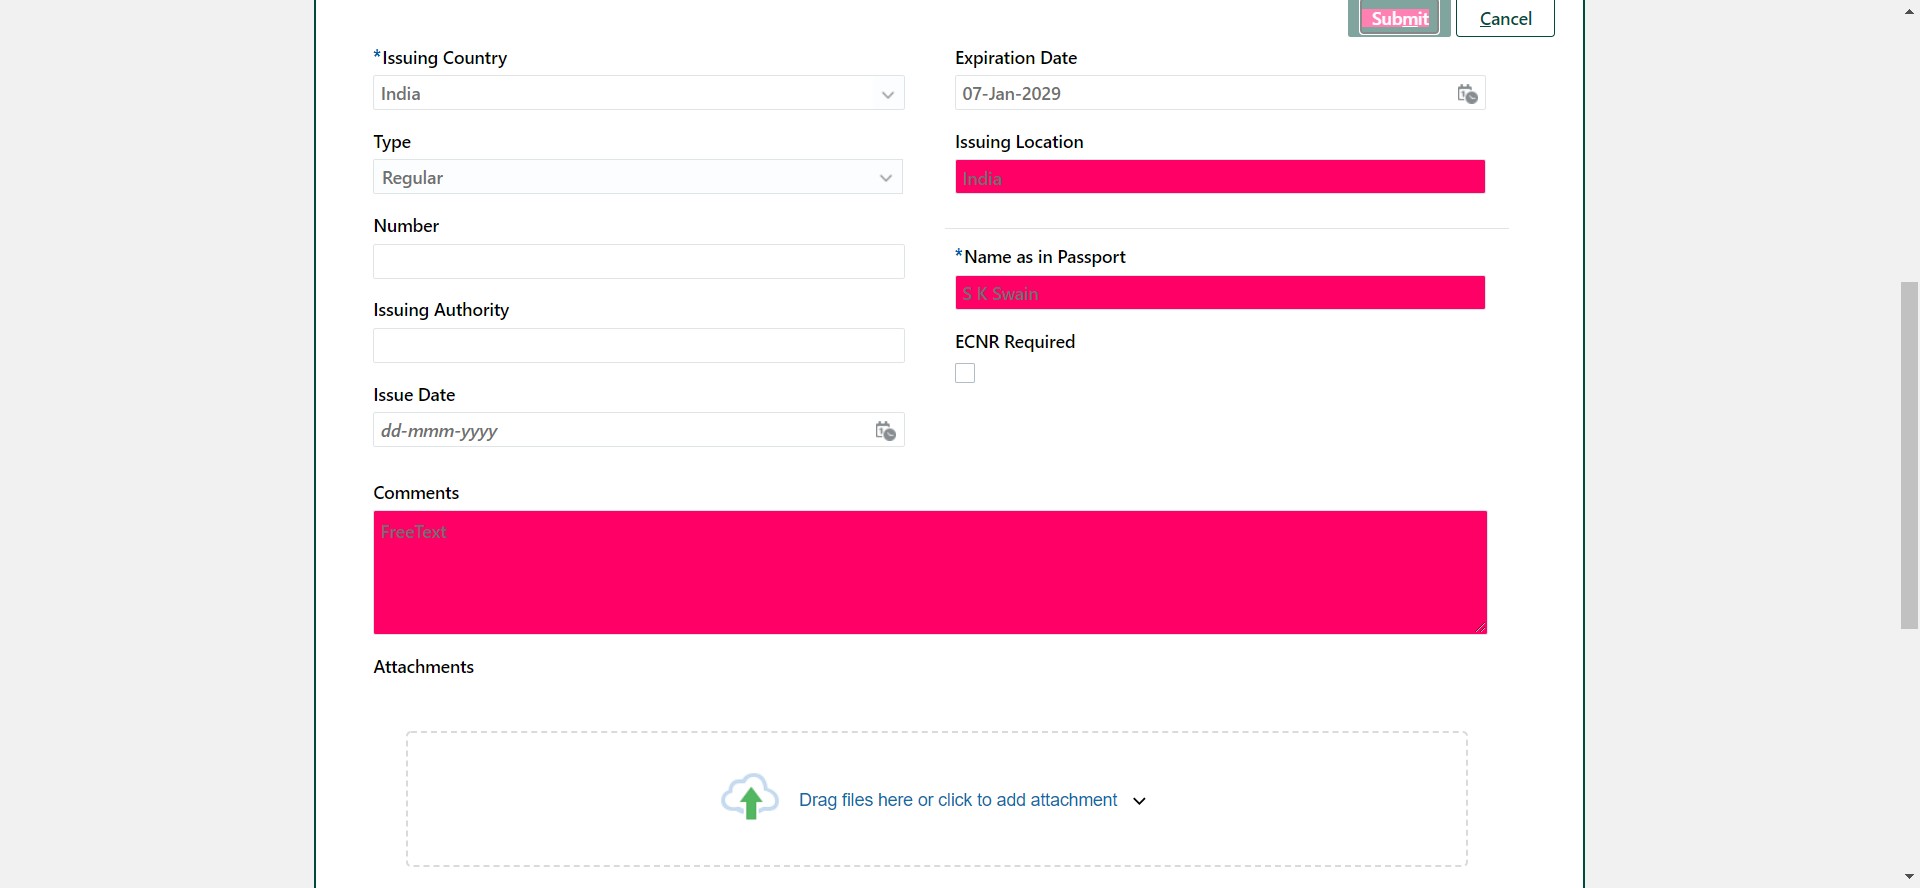 Submit
Cancel
*Issuing Country
India
Type
Regular
Number
Issuing Authority
Issue Date
dd-mmm-yyyy
Expiration Date
07-Jan-2029
Issuing Location
India
*Name as in Passport
S K Swain
ECNR Required
Comments
FreeText
Attachments
Drag files here or click to add attachment